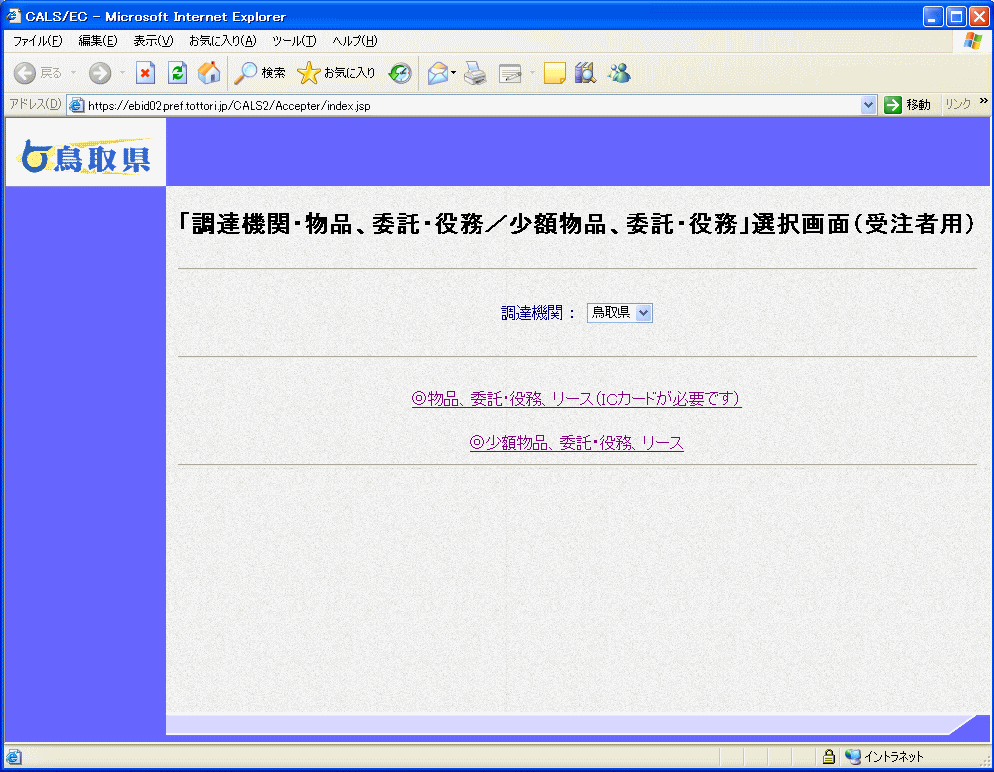 CALS/EC - Microsoft Internet Explorer
ファイル(F) 編集(E) 表示(V) お気に入り(A) ツール(T) ヘルプ(H)
戻る 検索 お気に入り
アドレス(D) https://ebid02.pref.tottori.jp/CALS2/Accepter/index.jsp 移動 リンク »
鳥取県
「調達機関・物品、委託・役務／少額物品、委託・役務」選択画面（受注者用）
調達機関： 鳥取県
◎物品、委託・役務、リース（ICカードが必要です）
◎少額物品、委託・役務、リース
イントラネット